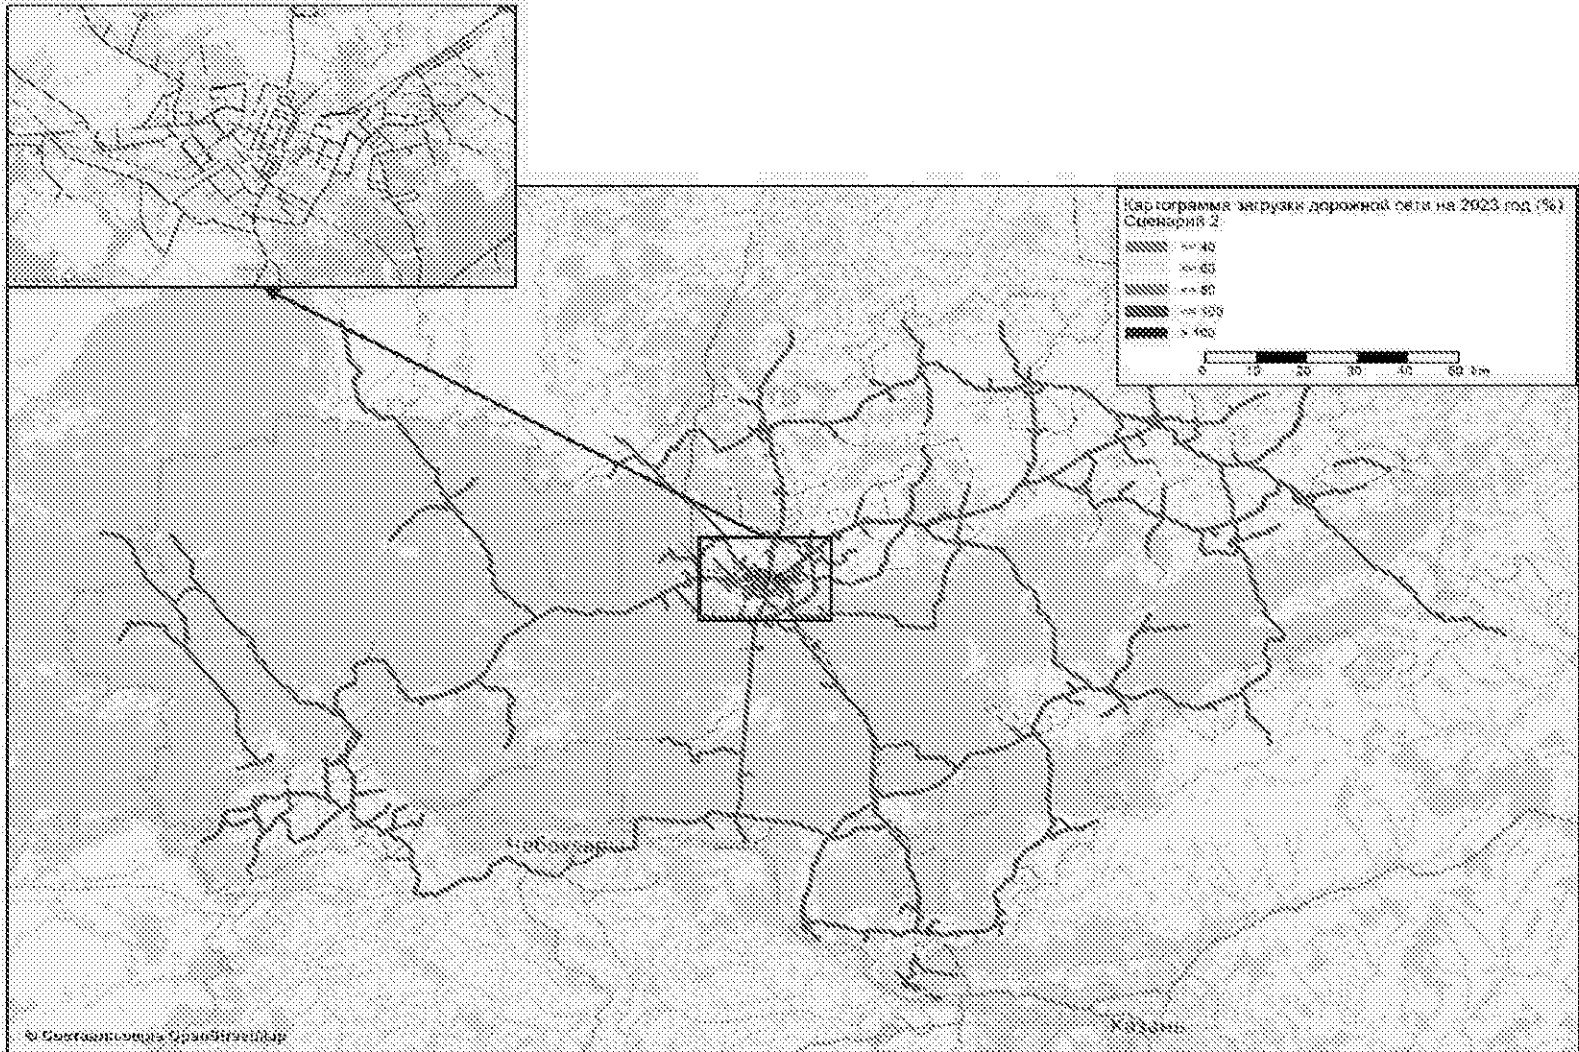 Картограмма загрузки дорожной сети на 2023 год (%)
Сценарий 2
<= 40
<= 60
<= 80
<= 100
> 100
0 10 20 30 40 50 km
Чебоксары
Казань
© OpenStreetMap